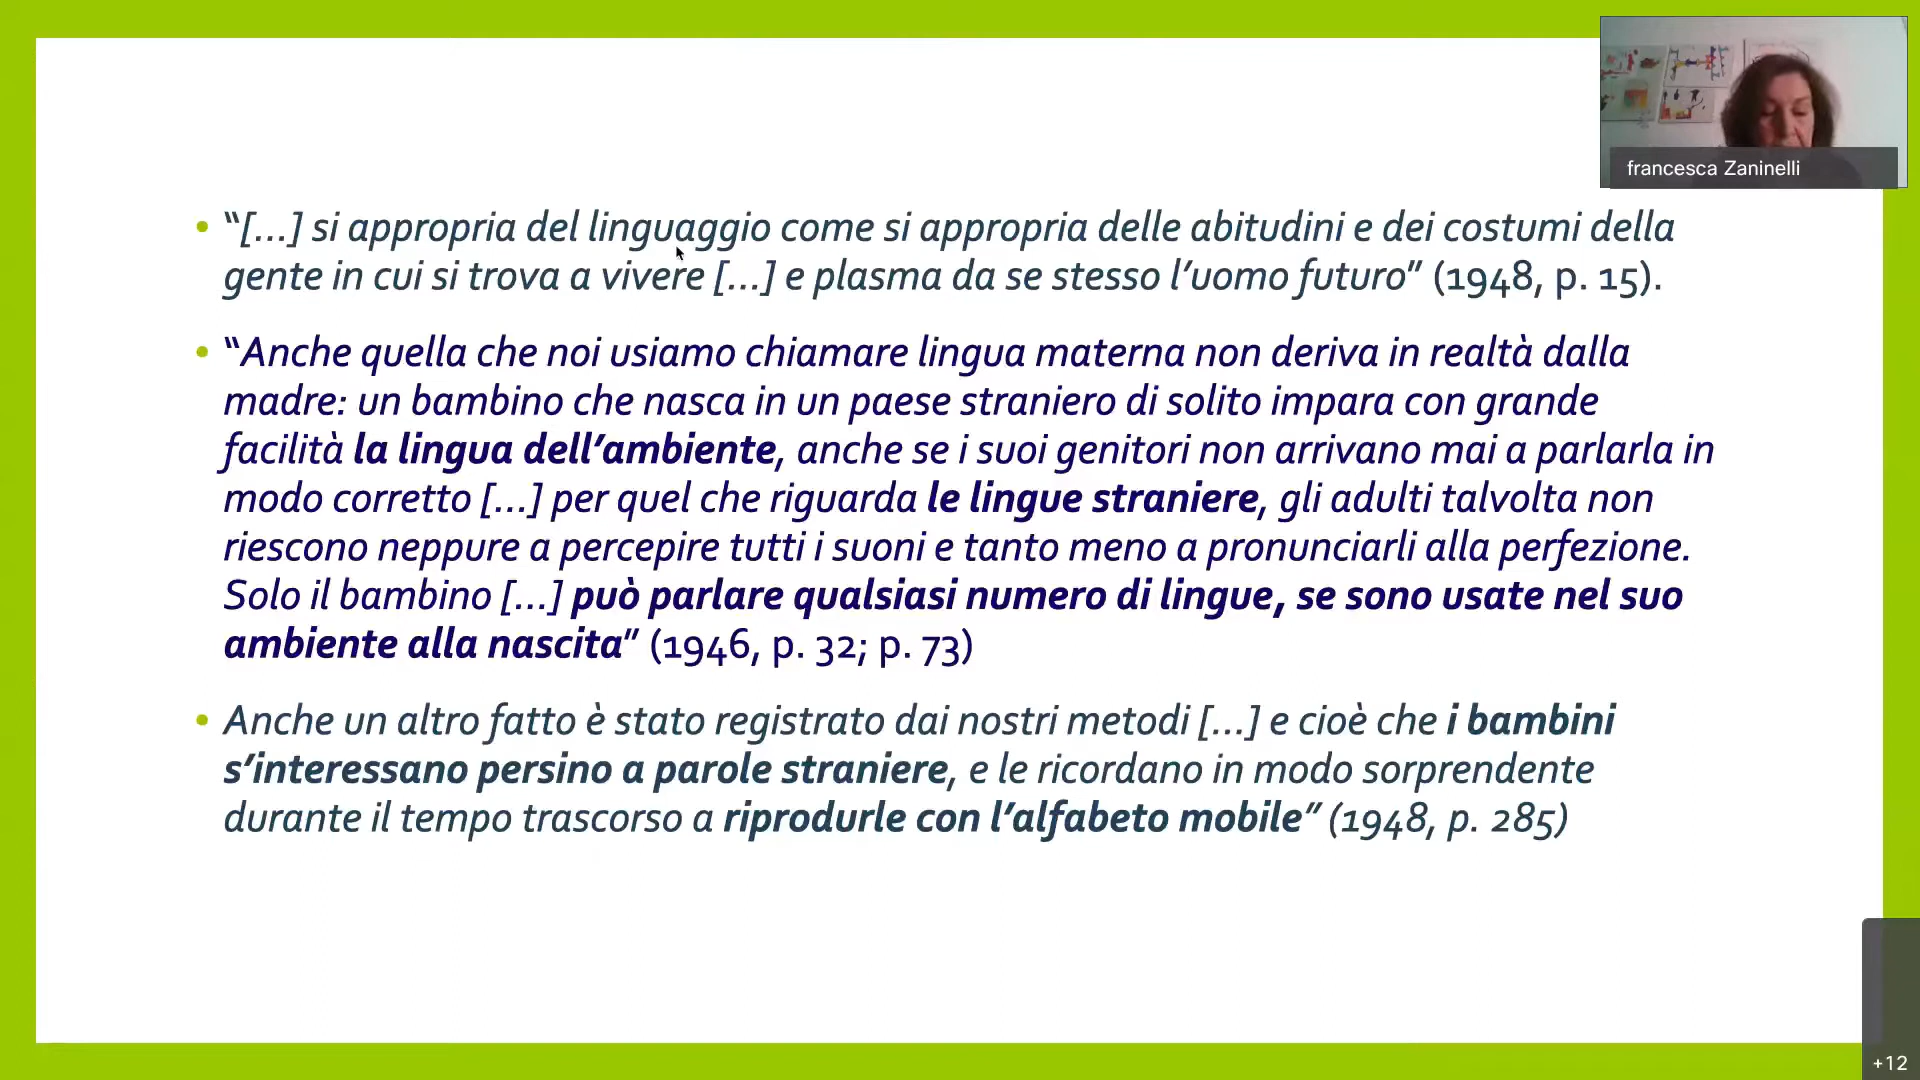 francesca Zaninelli
• “[...] si appropria del linguaggio come si appropria delle abitudini e dei costumi della
gente in cui si trova a vivere [...] e plasma da se stesso l’uomo futuro” (1948, p. 15).
• “Anche quella che noi usiamo chiamare lingua materna non deriva in realtà dalla
madre: un bambino che nasca in un paese straniero di solito impara con grande
facilità la lingua dell’ambiente, anche se i suoi genitori non arrivano mai a parlarla in
modo corretto [...] per quel che riguarda le lingue straniere, gli adulti talvolta non
riescono neppure a percepire tutti i suoni e tanto meno a pronunciarli alla perfezione.
Solo il bambino [...] può parlare qualsiasi numero di lingue, se sono usate nel suo
ambiente alla nascita” (1946, p. 32; p. 73)
• Anche un altro fatto è stato registrato dai nostri metodi [...] e cioè che i bambini
s’interessano persino a parole straniere, e le ricordano in modo sorprendente
durante il tempo trascorso a riprodurle con l’alfabeto mobile” (1948, p. 285)
+12